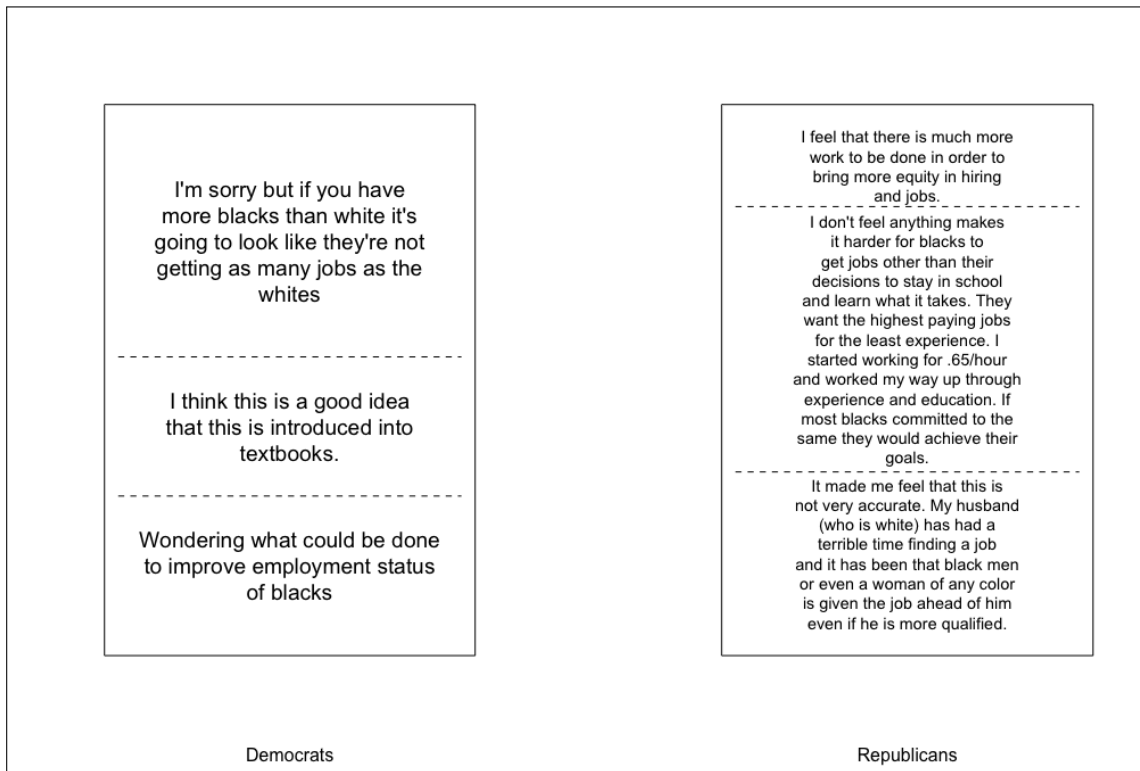 I'm sorry but if you have
more blacks than white it's
going to look like they're not
getting as many jobs as the
whites
I think this is a good idea
that this is introduced into
textbooks.
Wondering what could be done
to improve employment status
of blacks
Democrats
I feel that there is much more
work to be done in order to
bring more equity in hiring
and jobs.
I don't feel anything makes
it harder for blacks to
get jobs other than their
decisions to stay in school
and learn what it takes. They
want the highest paying jobs
for the least experience. I
started working for .65/hour
and worked my way up through
experience and education. If
most blacks committed to the
same they would achieve their
goals.
It made me feel that this is
not very accurate. My husband
(who is white) has had a
terrible time finding a job
and it has been that black men
or even a woman of any color
is given the job ahead of him
even if he is more qualified.
Republicans